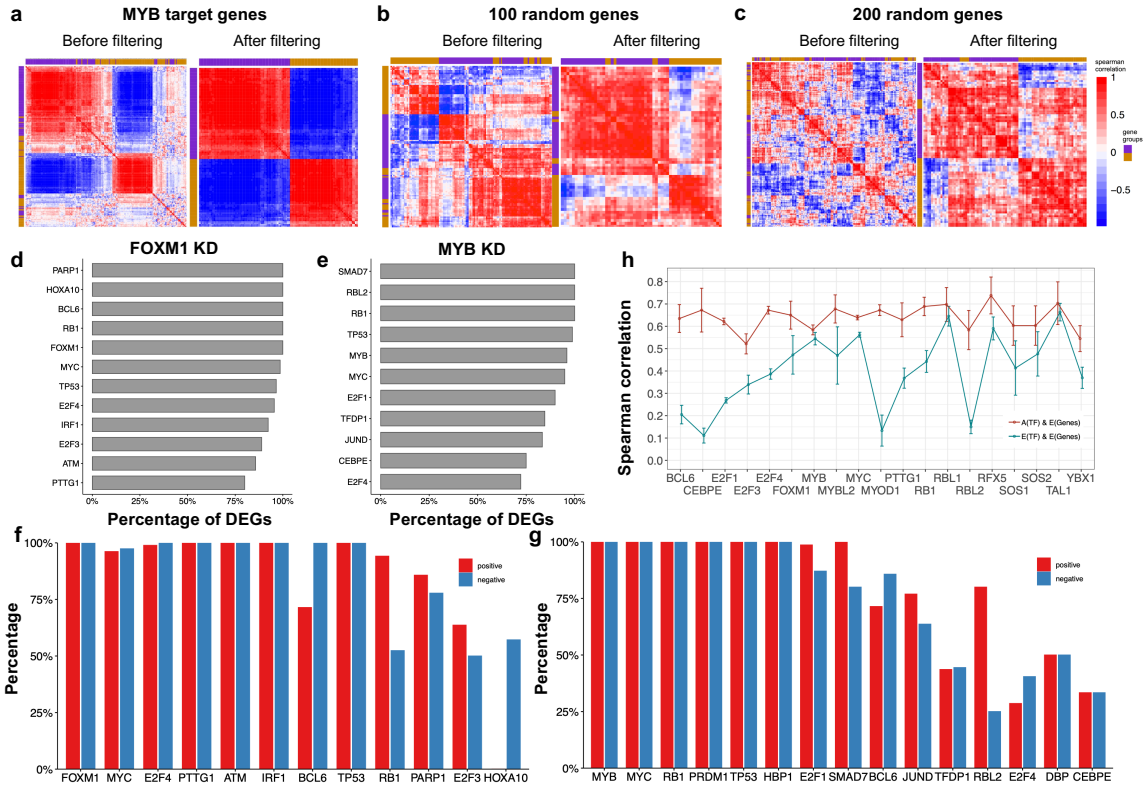 a
MYB target genes
Before filtering
After filtering
b
100 random genes
Before filtering
After filtering
c
200 random genes
Before filtering
After filtering
spearman
correlation
1
0.5
0
−0.5
gene
groups
d
FOXM1 KD
PARP1
HOXA10
BCL6
RB1
FOXM1
MYC
TP53
E2F4
IRF1
E2F3
ATM
PTTG1
0%
25%
50%
75%
100%
Percentage of DEGs
e
MYB KD
SMAD7
RBL2
RB1
TP53
MYB
MYC
E2F1
TFDP1
JUND
CEBPE
E2F4
0%
25%
50%
75%
100%
Percentage of DEGs
h
Spearman correlation
0.8
0.7
0.6
0.5
0.4
0.3
0.2
0.1
0.0
A(TF) & E(Genes)
E(TF) & E(Genes)
BCL6
CEBPE
E2F1
E2F3
E2F4
FOXM1
MYB
MYBL2
MYC
MYOD1
PTTG1
RB1
RBL1
RBL2
RFX5
SOS1
SOS2
TAL1
YBX1
f
Percentage
100%
75%
50%
25%
0%
positive
negative
FOXM1
MYC
E2F4
PTTG1
ATM
IRF1
BCL6
TP53
RB1
PARP1
E2F3
HOXA10
g
Percentage
100%
75%
50%
25%
0%
positive
negative
MYB
MYC
RB1
PRDM1
TP53
HBP1
E2F1
SMAD7
BCL6
JUND
TFDP1
RBL2
E2F4
DBP
CEBPE